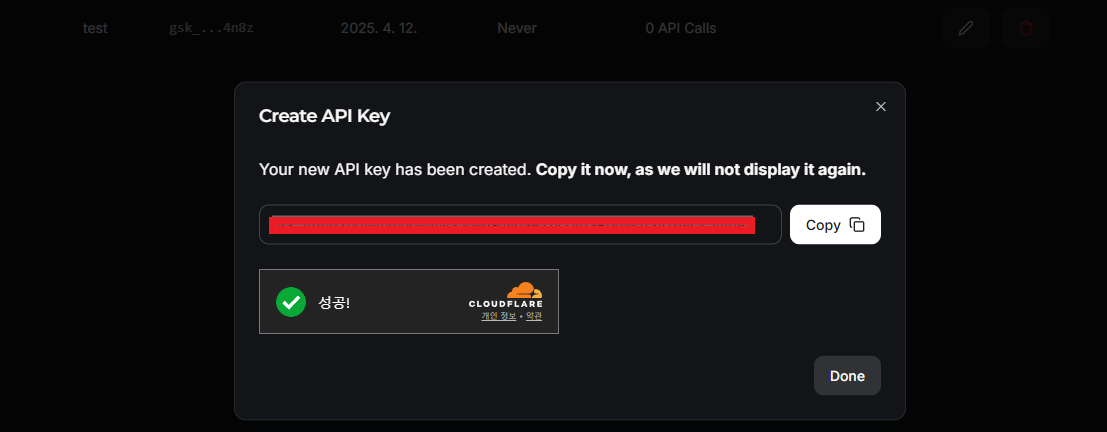 test gsk_...4n8z 2025. 4. 12. Never 0 API Calls
Create API Key
Your new API key has been created. Copy it now, as we will not display it again.
Copy
성공!
CLOUDFLARE
개인 정보 • 약관
Done